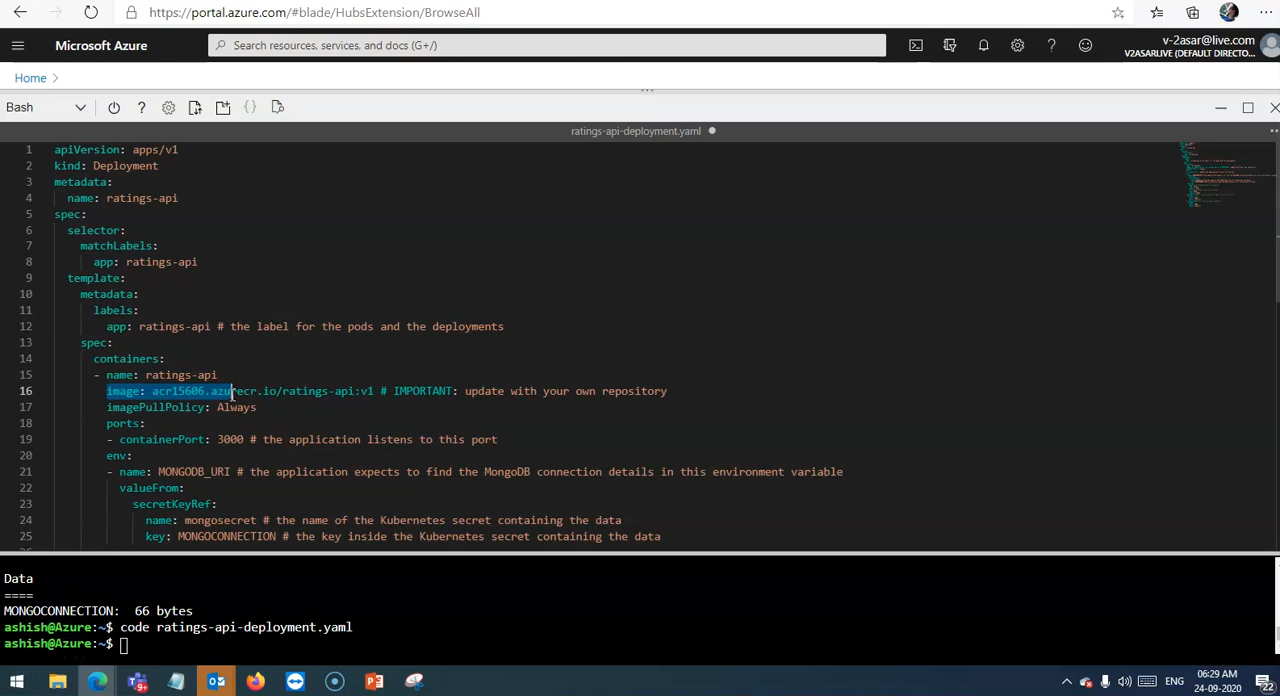 https://portal.azure.com/#blade/HubsExtension/BrowseAll
Microsoft Azure
Search resources, services, and docs (G+/)
v-2asar@live.com
V2ASARLIVE (DEFAULT DIRECTO...
Home >
Bash
ratings-api-deployment.yaml
1 apiVersion: apps/v1
2 kind: Deployment
3 metadata:
4 name: ratings-api
5 spec:
6 selector:
7 matchLabels:
8 app: ratings-api
9 template:
10 metadata:
11 labels:
12 app: ratings-api # the label for the pods and the deployments
13 spec:
14 containers:
15 - name: ratings-api
16 image: acr15606.azurecr.io/ratings-api:v1 # IMPORTANT: update with your own repository
17 imagePullPolicy: Always
18 ports:
19 - containerPort: 3000 # the application listens to this port
20 env:
21 - name: MONGODB_URI # the application expects to find the MongoDB connection details in this environment variable
22 valueFrom:
23 secretKeyRef:
24 name: mongosecret # the name of the Kubernetes secret containing the data
25 key: MONGOCONNECTION # the key inside the Kubernetes secret containing the data
Data
====
MONGOCONNECTION: 66 bytes
ashish@Azure:~$ code ratings-api-deployment.yaml
ashish@Azure:~$
ENG
06:29 AM
24-09-2020